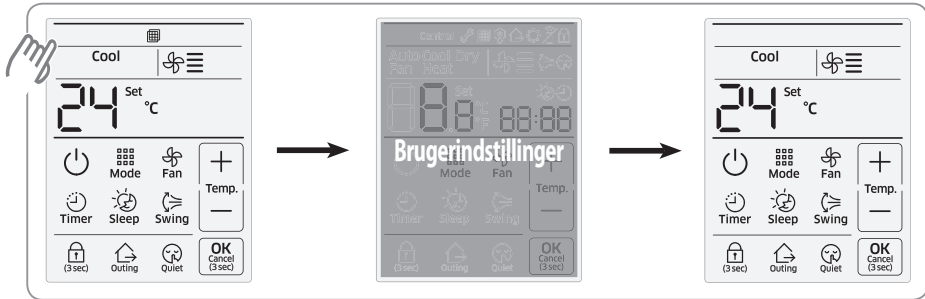 Cool
24 Set °C
Mode Fan
Temp.
Timer Sleep Swing
(3 sec) Outing Quiet OK Cancel (3 sec)
Control
Auto Cool Dry
Fan Heat
Set
°C
°F
88 88:88
Brugerindstillinger
Mode Fan
Temp.
Timer Sleep Swing
(3 sec) Outing Quiet OK Cancel (3 sec)
Cool
24 Set °C
Mode Fan
Temp.
Timer Sleep Swing
(3 sec) Outing Quiet OK Cancel (3 sec)